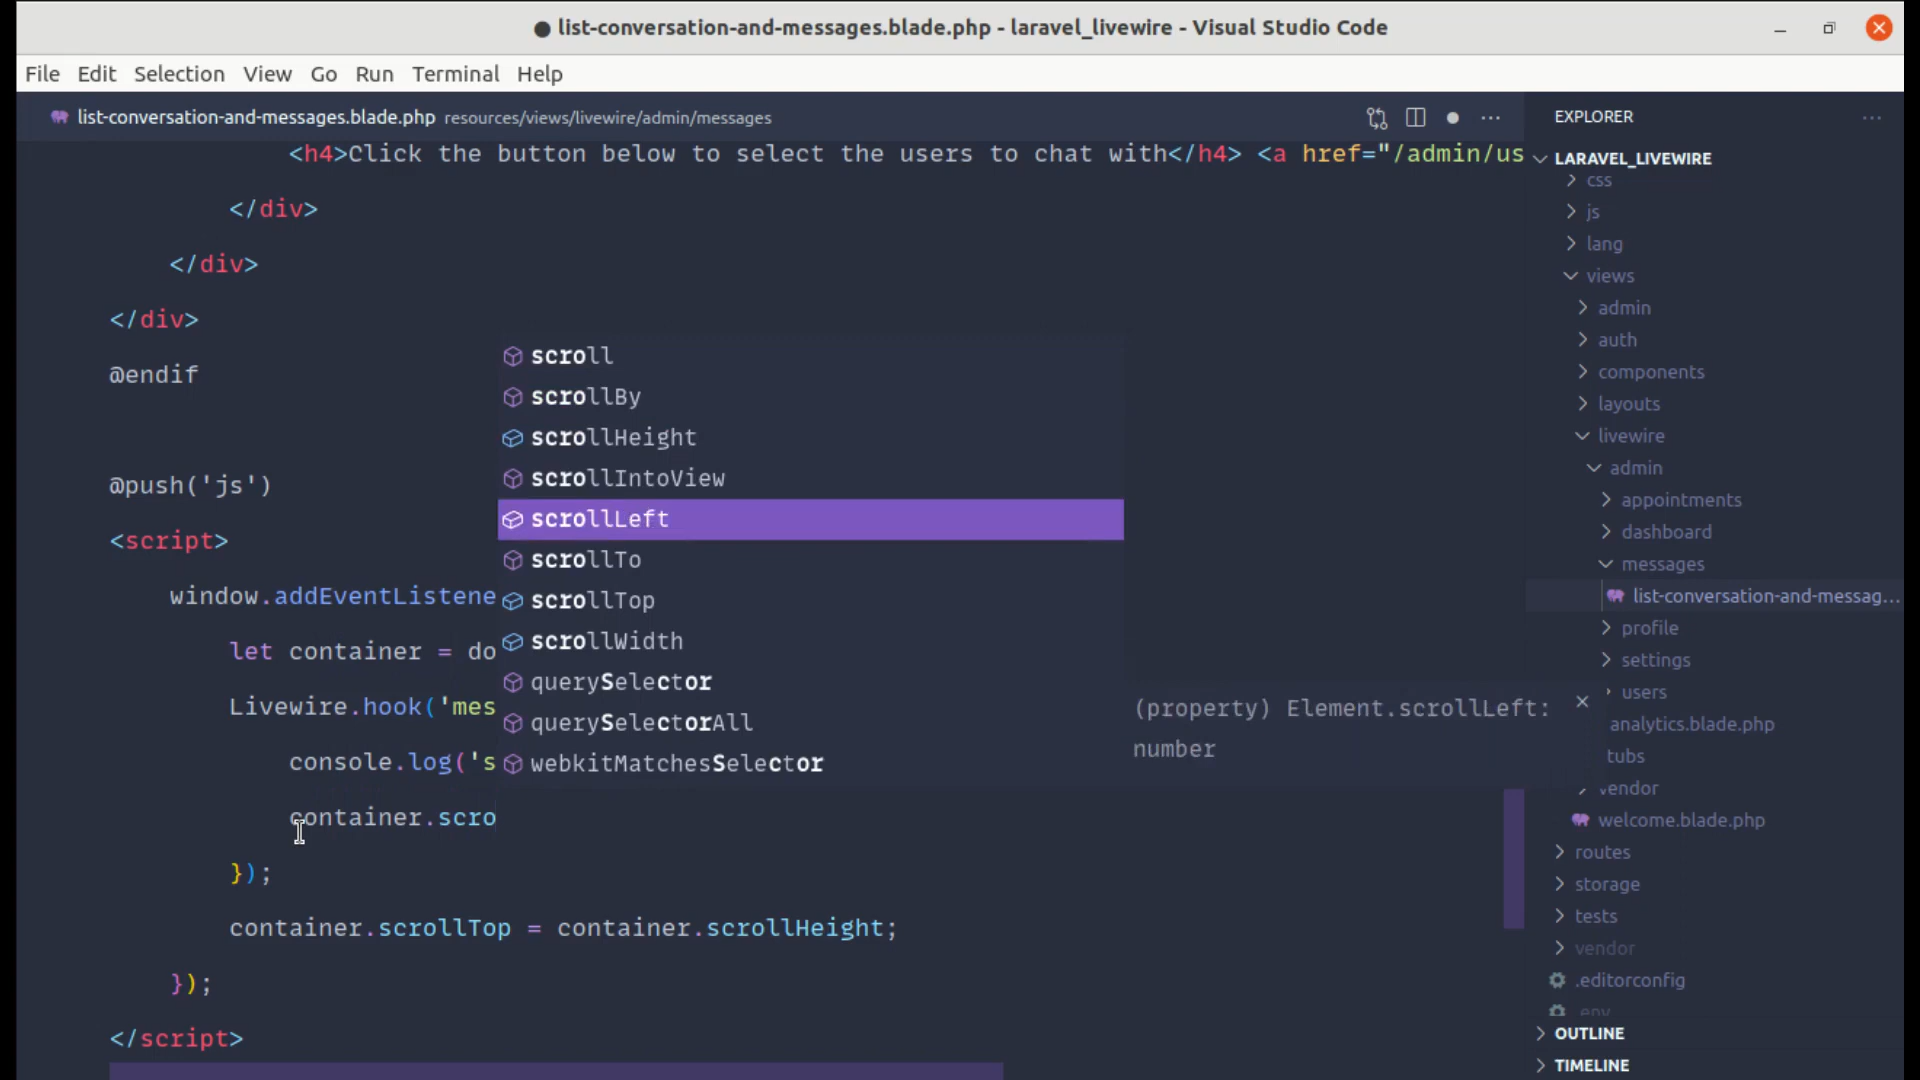 ● list-conversation-and-messages.blade.php - laravel_livewire - Visual Studio Code
File Edit Selection View Go Run Terminal Help
list-conversation-and-messages.blade.php resources/views/livewire/admin/messages
<h4>Click the button below to select the users to chat with</h4> <a href="/admin/us
</div>
</div>
</div>
@endif
@push('js')
<script>
window.addEventListene
let container = do
Livewire.hook('mes
console.log('s
container.scro
});
container.scrollTop = container.scrollHeight;
});
</script>
scroll
scrollBy
scrollHeight
scrollIntoView
scrollLeft
scrollTo
scrollTop
scrollWidth
querySelector
querySelectorAll
webkitMatchesSelector
(property) Element.scrollLeft:
number
EXPLORER
LARAVEL_LIVEWIRE
css
js
lang
views
admin
auth
components
layouts
livewire
admin
appointments
dashboard
messages
list-conversation-and-messag...
profile
settings
users
analytics.blade.php
tubs
vendor
welcome.blade.php
routes
storage
tests
vendor
.editorconfig
.env
OUTLINE
TIMELINE